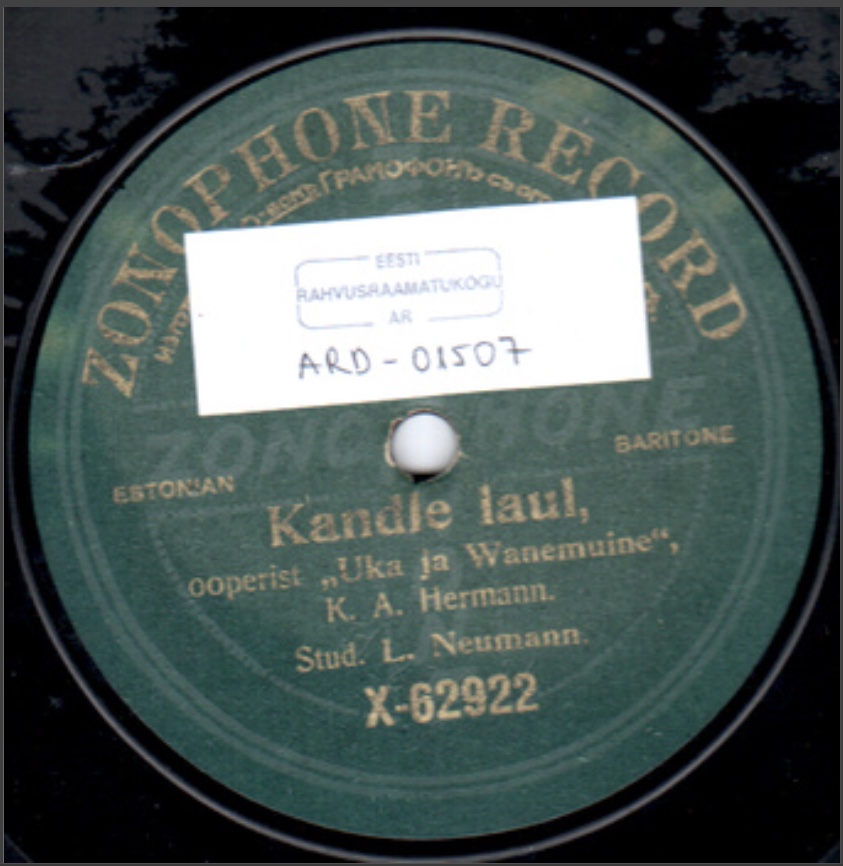 ZONOPHONE RECORD
ГРАМОФОНЪ
EESTI
RAHVUSRAAMATUKOGU
AR
ARD-01507
ZONOPHONE
ESTONIAN
BARITONE
Kandle laul,
ooperist „Uka ja Wanemuine“,
K. A. Hermann.
Stud. L. Neumann.
X-62922